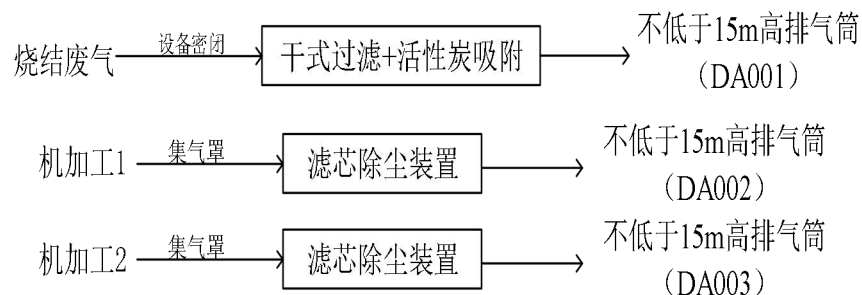 烧结废气
设备密闭
干式过滤+活性炭吸附
不低于15m高排气筒
（DA001）
机加工1
集气罩
滤芯除尘装置
不低于15m高排气筒
（DA002）
机加工2
集气罩
滤芯除尘装置
不低于15m高排气筒
（DA003）